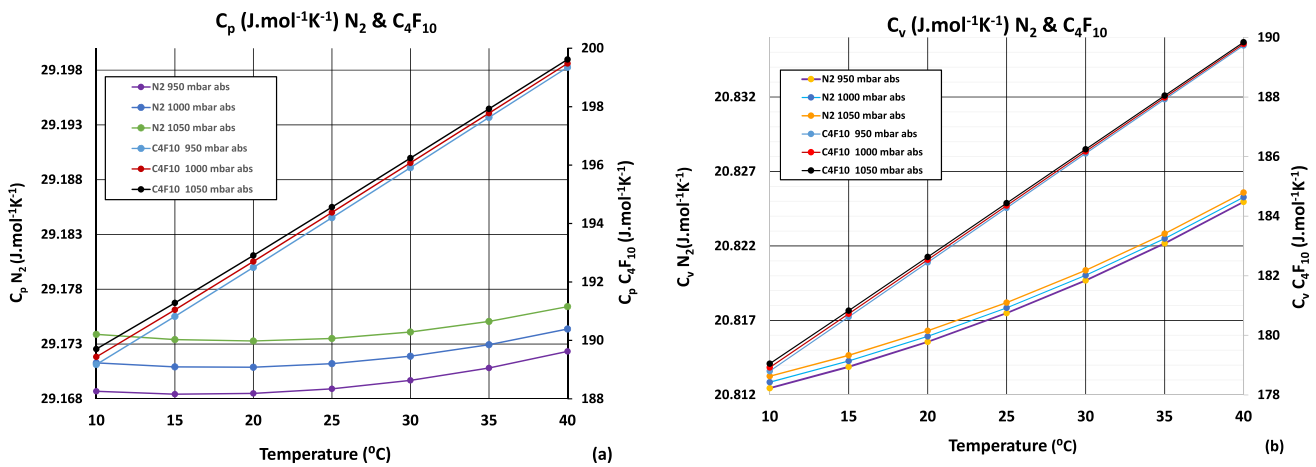 Cₚ (J.mol⁻¹K⁻¹) N₂ & C₄F₁₀
29.198
29.193
29.188
29.183
29.178
29.173
29.168
Cₚ N₂ (J.mol⁻¹K⁻¹)
N2 950 mbar abs
N2 1000 mbar abs
N2 1050 mbar abs
C4F10 950 mbar abs
C4F10 1000 mbar abs
C4F10 1050 mbar abs
200
198
196
194
192
190
188
Cₚ C₄F₁₀ (J.mol⁻¹K⁻¹)
10 15 20 25 30 35 40
Temperature (⁰C)
(a)
Cᵥ (J.mol⁻¹K⁻¹) N₂ & C₄F₁₀
20.832
20.827
20.822
20.817
20.812
Cᵥ N₂(J.mol⁻¹K⁻¹)
N2 950 mbar abs
N2 1000 mbar abs
N2 1050 mbar abs
C4F10 950 mbar abs
C4F10 1000 mbar abs
C4F10 1050 mbar abs
190
188
186
184
182
180
178
Cᵥ C₄F₁₀ (J.mol⁻¹K⁻¹)
10 15 20 25 30 35 40
Temperature (⁰C)
(b)